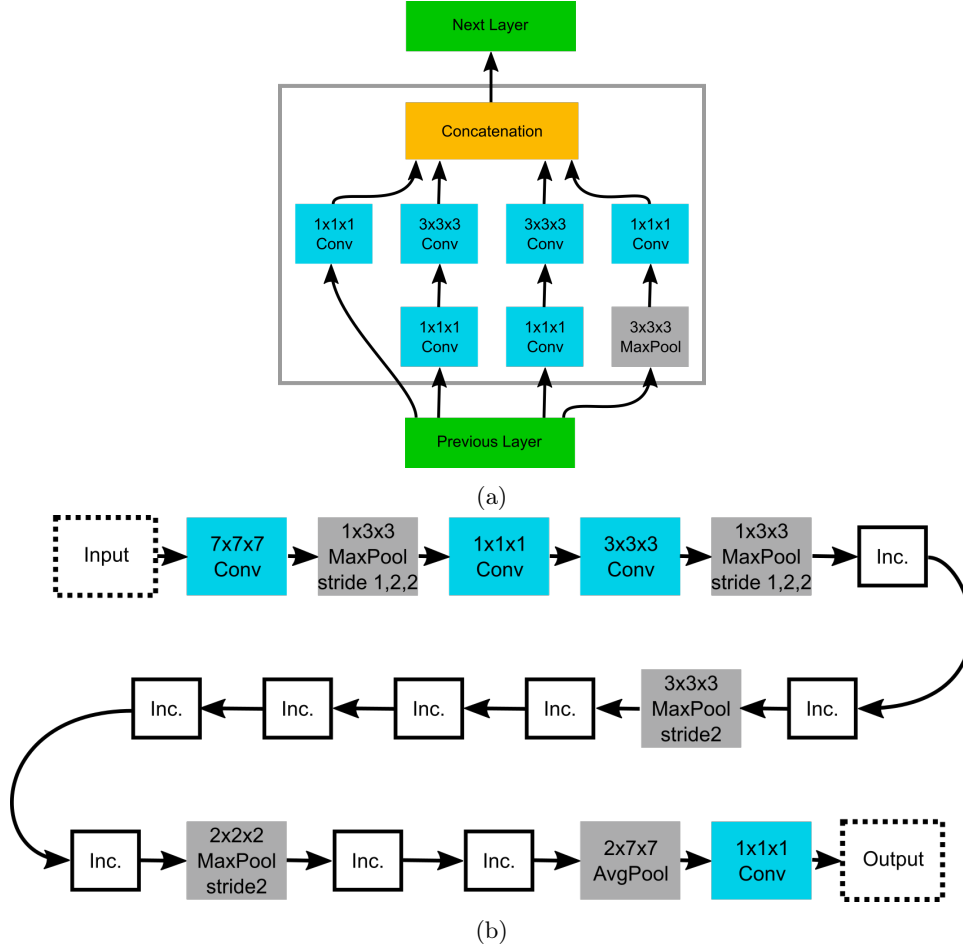 Next Layer
Concatenation
1x1x1
Conv
3x3x3
Conv
3x3x3
Conv
1x1x1
Conv
1x1x1
Conv
1x1x1
Conv
3x3x3
MaxPool
Previous Layer
(a)
Input
7x7x7
Conv
1x3x3
MaxPool
stride 1,2,2
1x1x1
Conv
3x3x3
Conv
1x3x3
MaxPool
stride 1,2,2
Inc.
Inc.
Inc.
Inc.
Inc.
3x3x3
MaxPool
stride2
Inc.
Inc.
2x2x2
MaxPool
stride2
Inc.
Inc.
2x7x7
AvgPool
1x1x1
Conv
Output
(b)